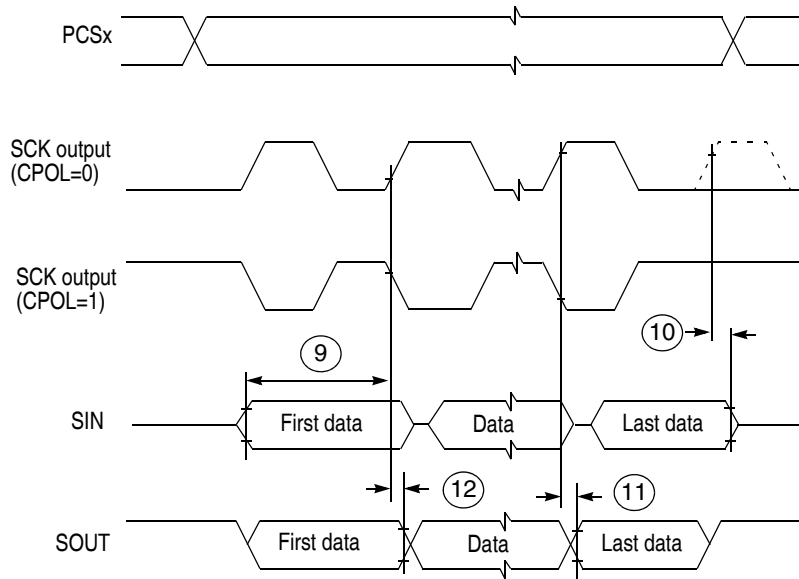 PCSx
SCK output
(CPOL=0)
SCK output
(CPOL=1)
10
9
SIN
First data
Data
Last data
12
11
SOUT
First data
Data
Last data